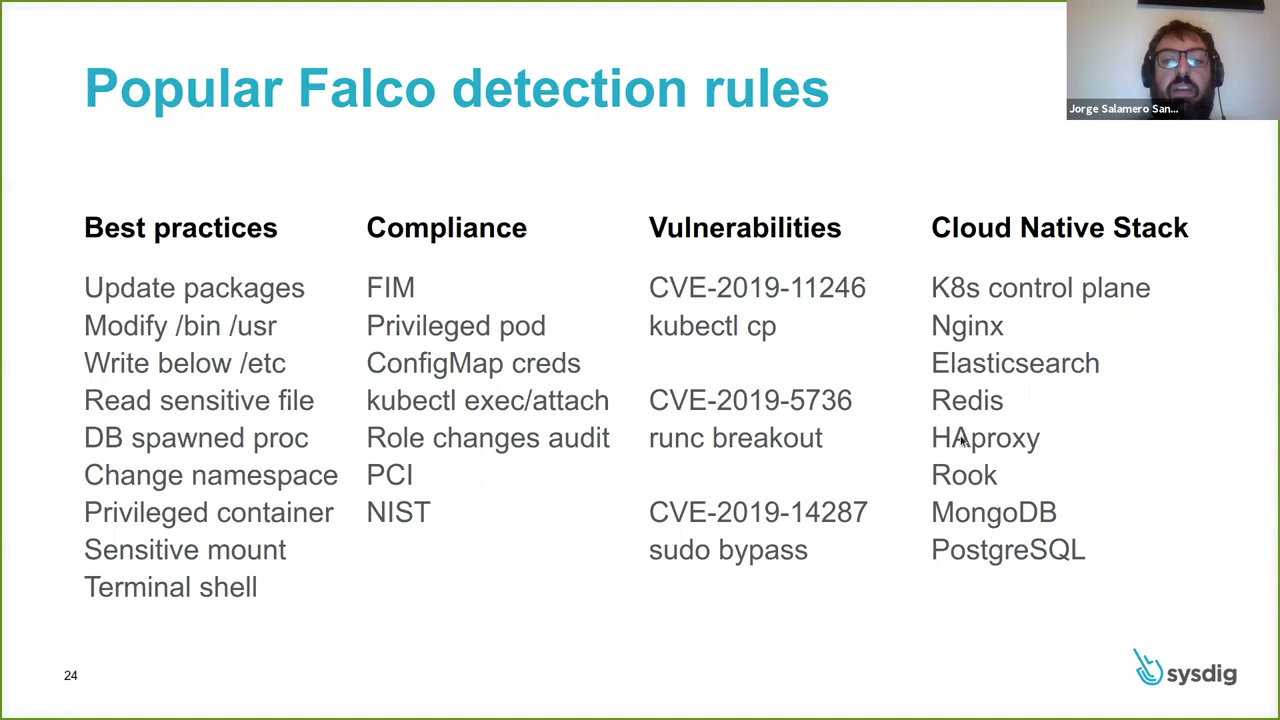 Popular Falco detection rules
Jorge Salamero San...
Best practices
Update packages
Modify /bin /usr
Write below /etc
Read sensitive file
DB spawned proc
Change namespace
Privileged container
Sensitive mount
Terminal shell
Compliance
FIM
Privileged pod
ConfigMap creds
kubectl exec/attach
Role changes audit
PCI
NIST
Vulnerabilities
CVE-2019-11246
kubectl cp
CVE-2019-5736
runc breakout
CVE-2019-14287
sudo bypass
Cloud Native Stack
K8s control plane
Nginx
Elasticsearch
Redis
HAproxy
Rook
MongoDB
PostgreSQL
24
sysdig